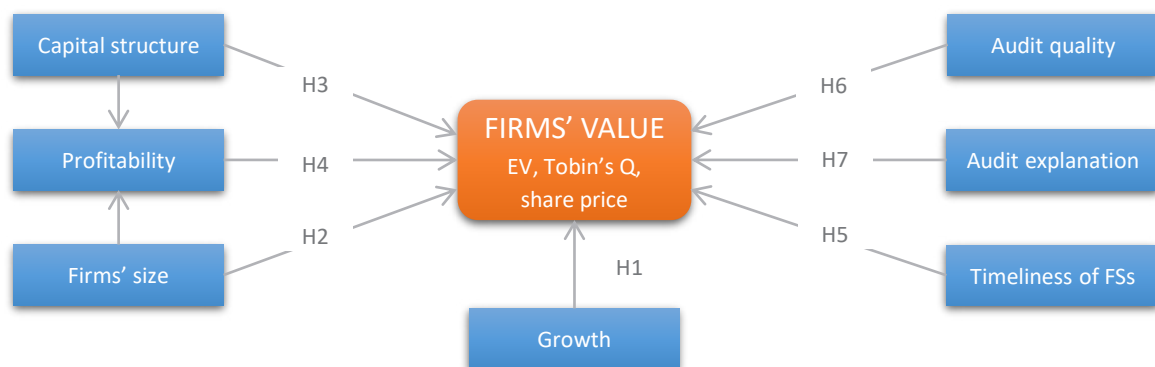 Capital structure
Audit quality
H3
H6
FIRMS' VALUE
EV, Tobin's Q,
share price
Profitability
H4
H7
Audit explanation
H2
H5
Firms' size
H1
Timeliness of FSs
Growth